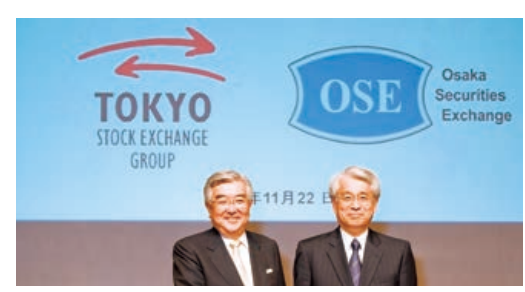 TOKYO
STOCK EXCHANGE
GROUP
OSE
Osaka
Securities
Exchange
年11月22日